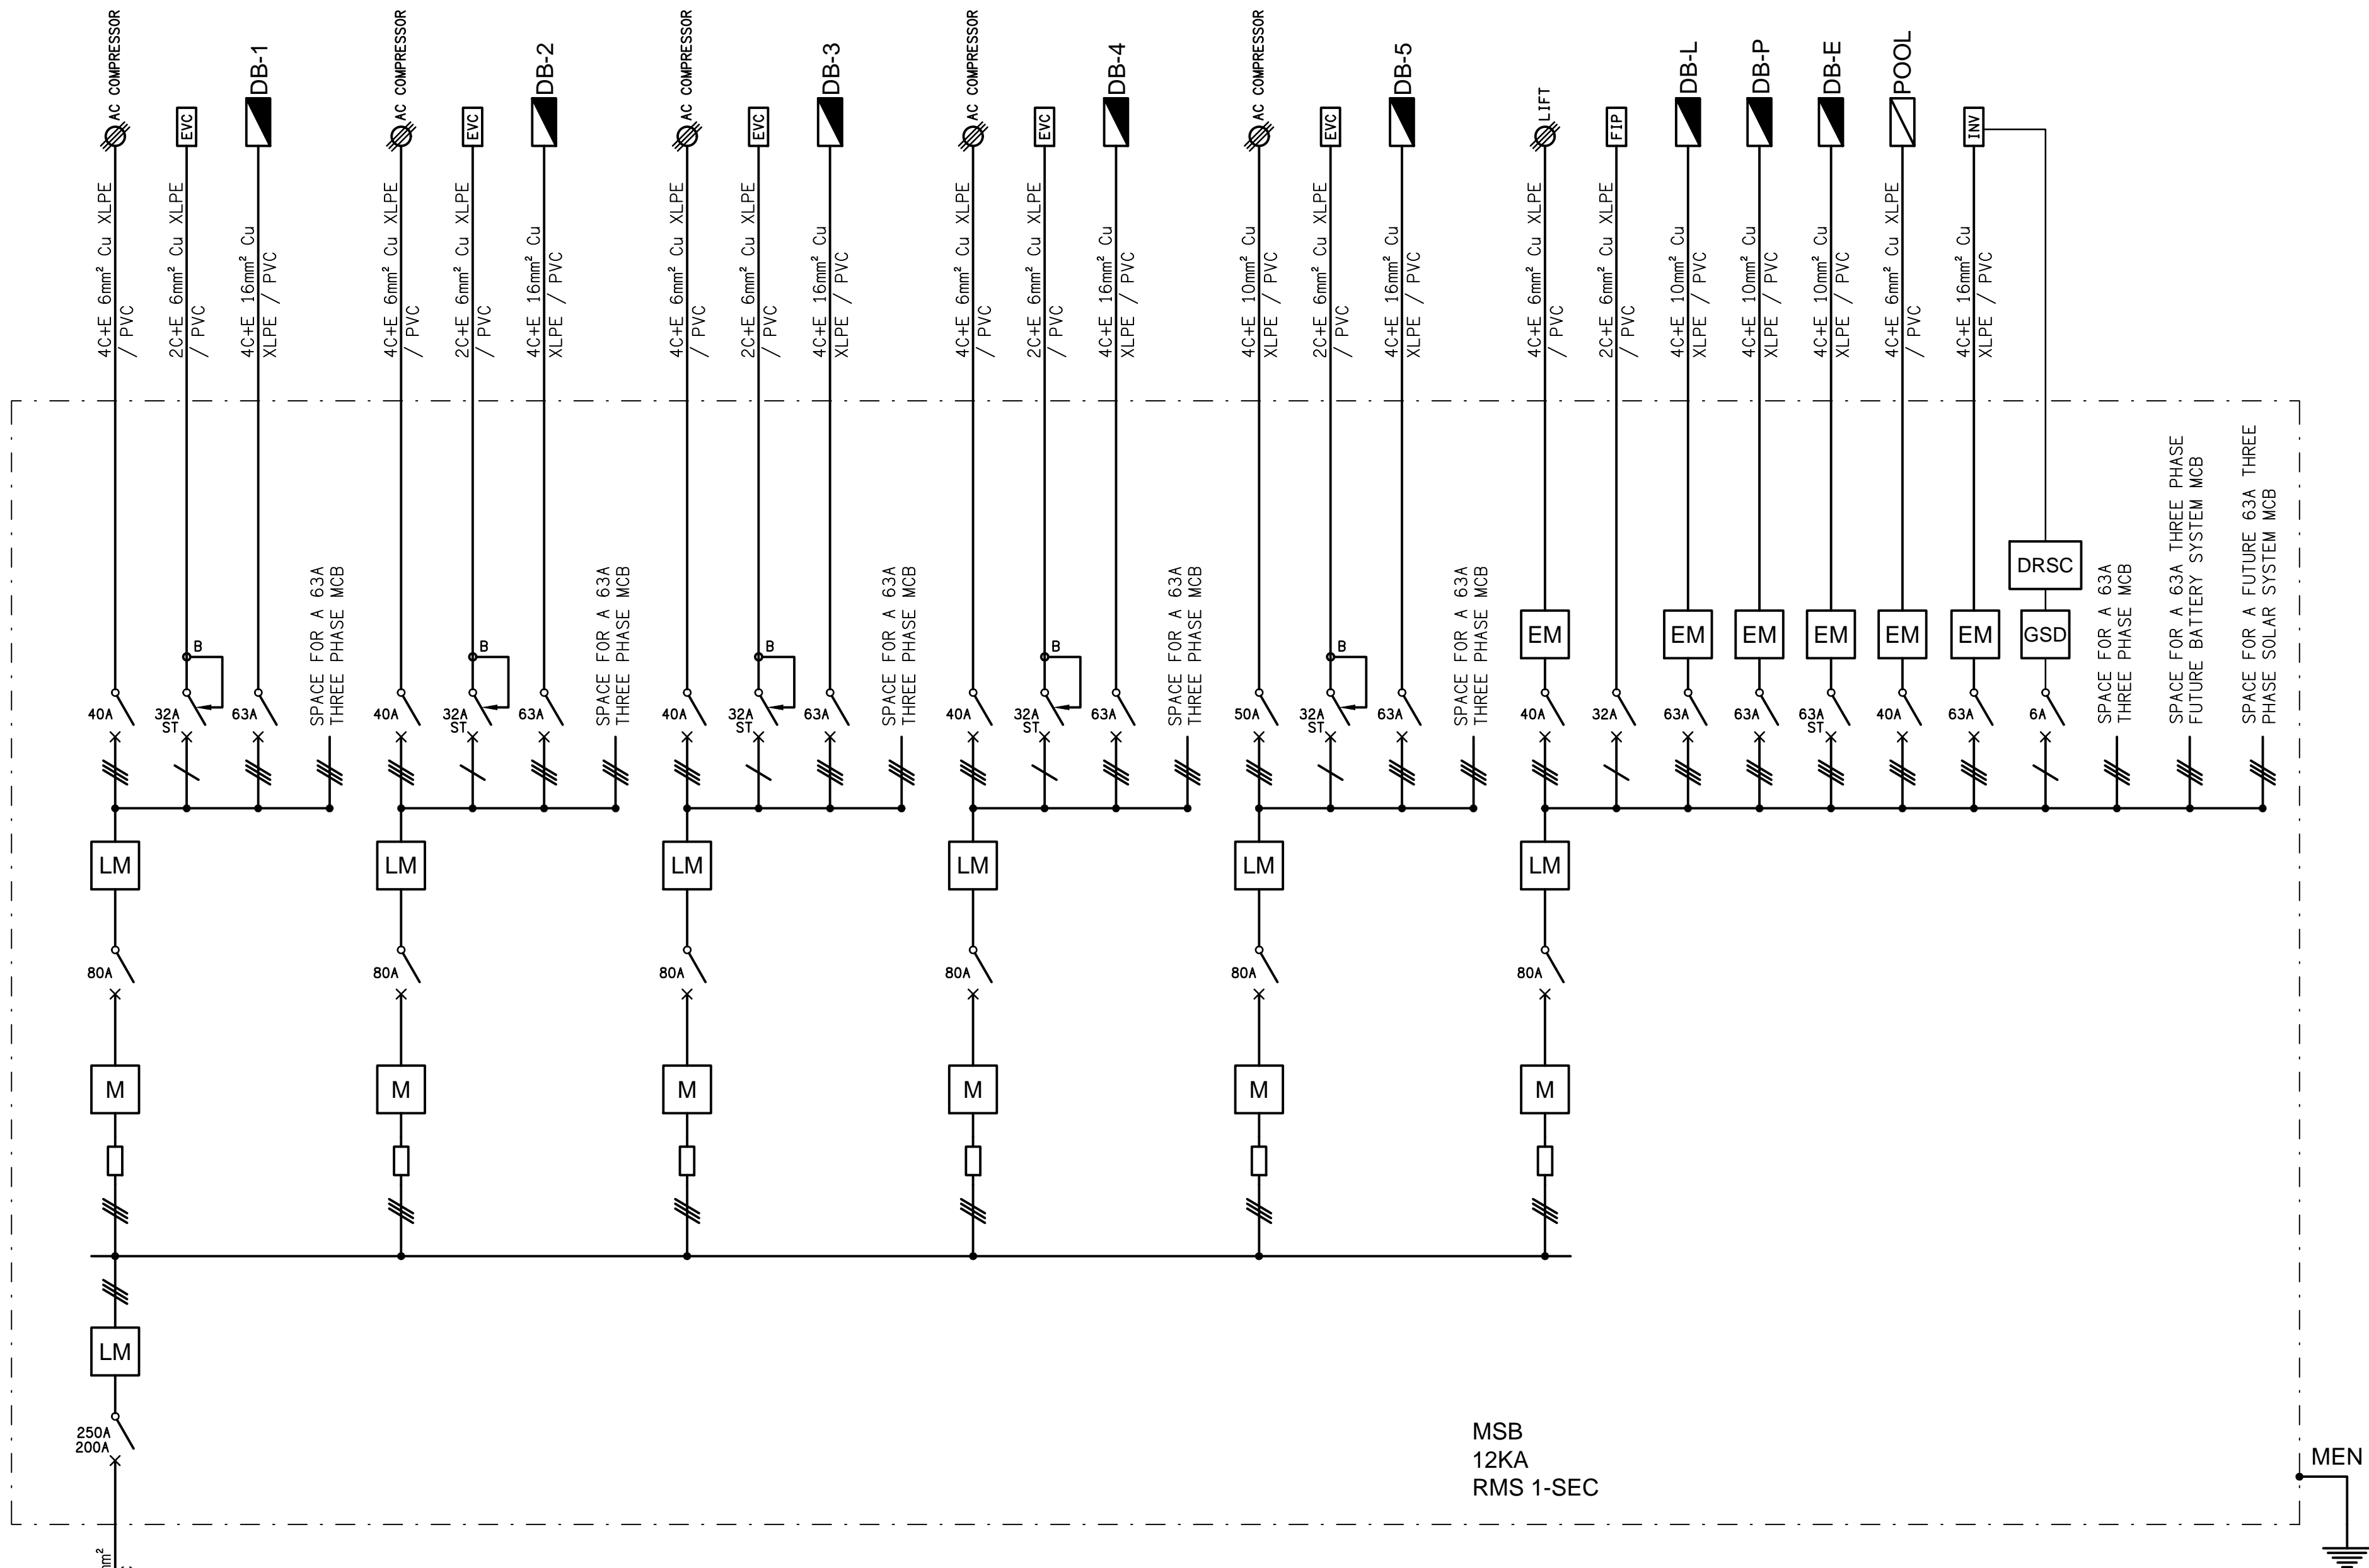 AC COMPRESSOR
EVC
DB-1
AC COMPRESSOR
EVC
DB-2
AC COMPRESSOR
EVC
DB-3
AC COMPRESSOR
EVC
DB-4
AC COMPRESSOR
EVC
DB-5
LIFT
FIP
DB-L
DB-P
DB-E
POOL
INV
4C+E 6mm² Cu XLPE
/ PVC
2C+E 6mm² Cu XLPE
/ PVC
4C+E 16mm² Cu
XLPE / PVC
4C+E 6mm² Cu XLPE
/ PVC
2C+E 6mm² Cu XLPE
/ PVC
4C+E 16mm² Cu
XLPE / PVC
4C+E 6mm² Cu XLPE
/ PVC
2C+E 6mm² Cu XLPE
/ PVC
4C+E 16mm² Cu
XLPE / PVC
4C+E 6mm² Cu XLPE
/ PVC
2C+E 6mm² Cu XLPE
/ PVC
4C+E 16mm² Cu
XLPE / PVC
4C+E 10mm² Cu
XLPE / PVC
2C+E 6mm² Cu XLPE
/ PVC
4C+E 16mm² Cu
XLPE / PVC
4C+E 6mm² Cu XLPE
/ PVC
2C+E 6mm² Cu XLPE
/ PVC
4C+E 10mm² Cu
XLPE / PVC
4C+E 10mm² Cu
XLPE / PVC
4C+E 10mm² Cu
XLPE / PVC
4C+E 6mm² Cu XLPE
/ PVC
4C+E 16mm² Cu
XLPE / PVC
DRSC
EM
EM
EM
EM
EM
EM
GSD
40A
B
32A
ST
63A
SPACE FOR A 63A
THREE PHASE MCB
40A
B
32A
ST
63A
SPACE FOR A 63A
THREE PHASE MCB
40A
B
32A
ST
63A
SPACE FOR A 63A
THREE PHASE MCB
40A
B
32A
ST
63A
SPACE FOR A 63A
THREE PHASE MCB
50A
B
32A
ST
63A
SPACE FOR A 63A
THREE PHASE MCB
40A
32A
63A
63A
63A
ST
40A
63A
6A
SPACE FOR A 63A
THREE PHASE MCB
SPACE FOR A 63A THREE PHASE
FUTURE BATTERY SYSTEM MCB
SPACE FOR A FUTURE 63A THREE
PHASE SOLAR SYSTEM MCB
LM
LM
LM
LM
LM
LM
80A
80A
80A
80A
80A
80A
M
M
M
M
M
M
LM
250A
200A
MSB
12KA
RMS 1-SEC
MEN